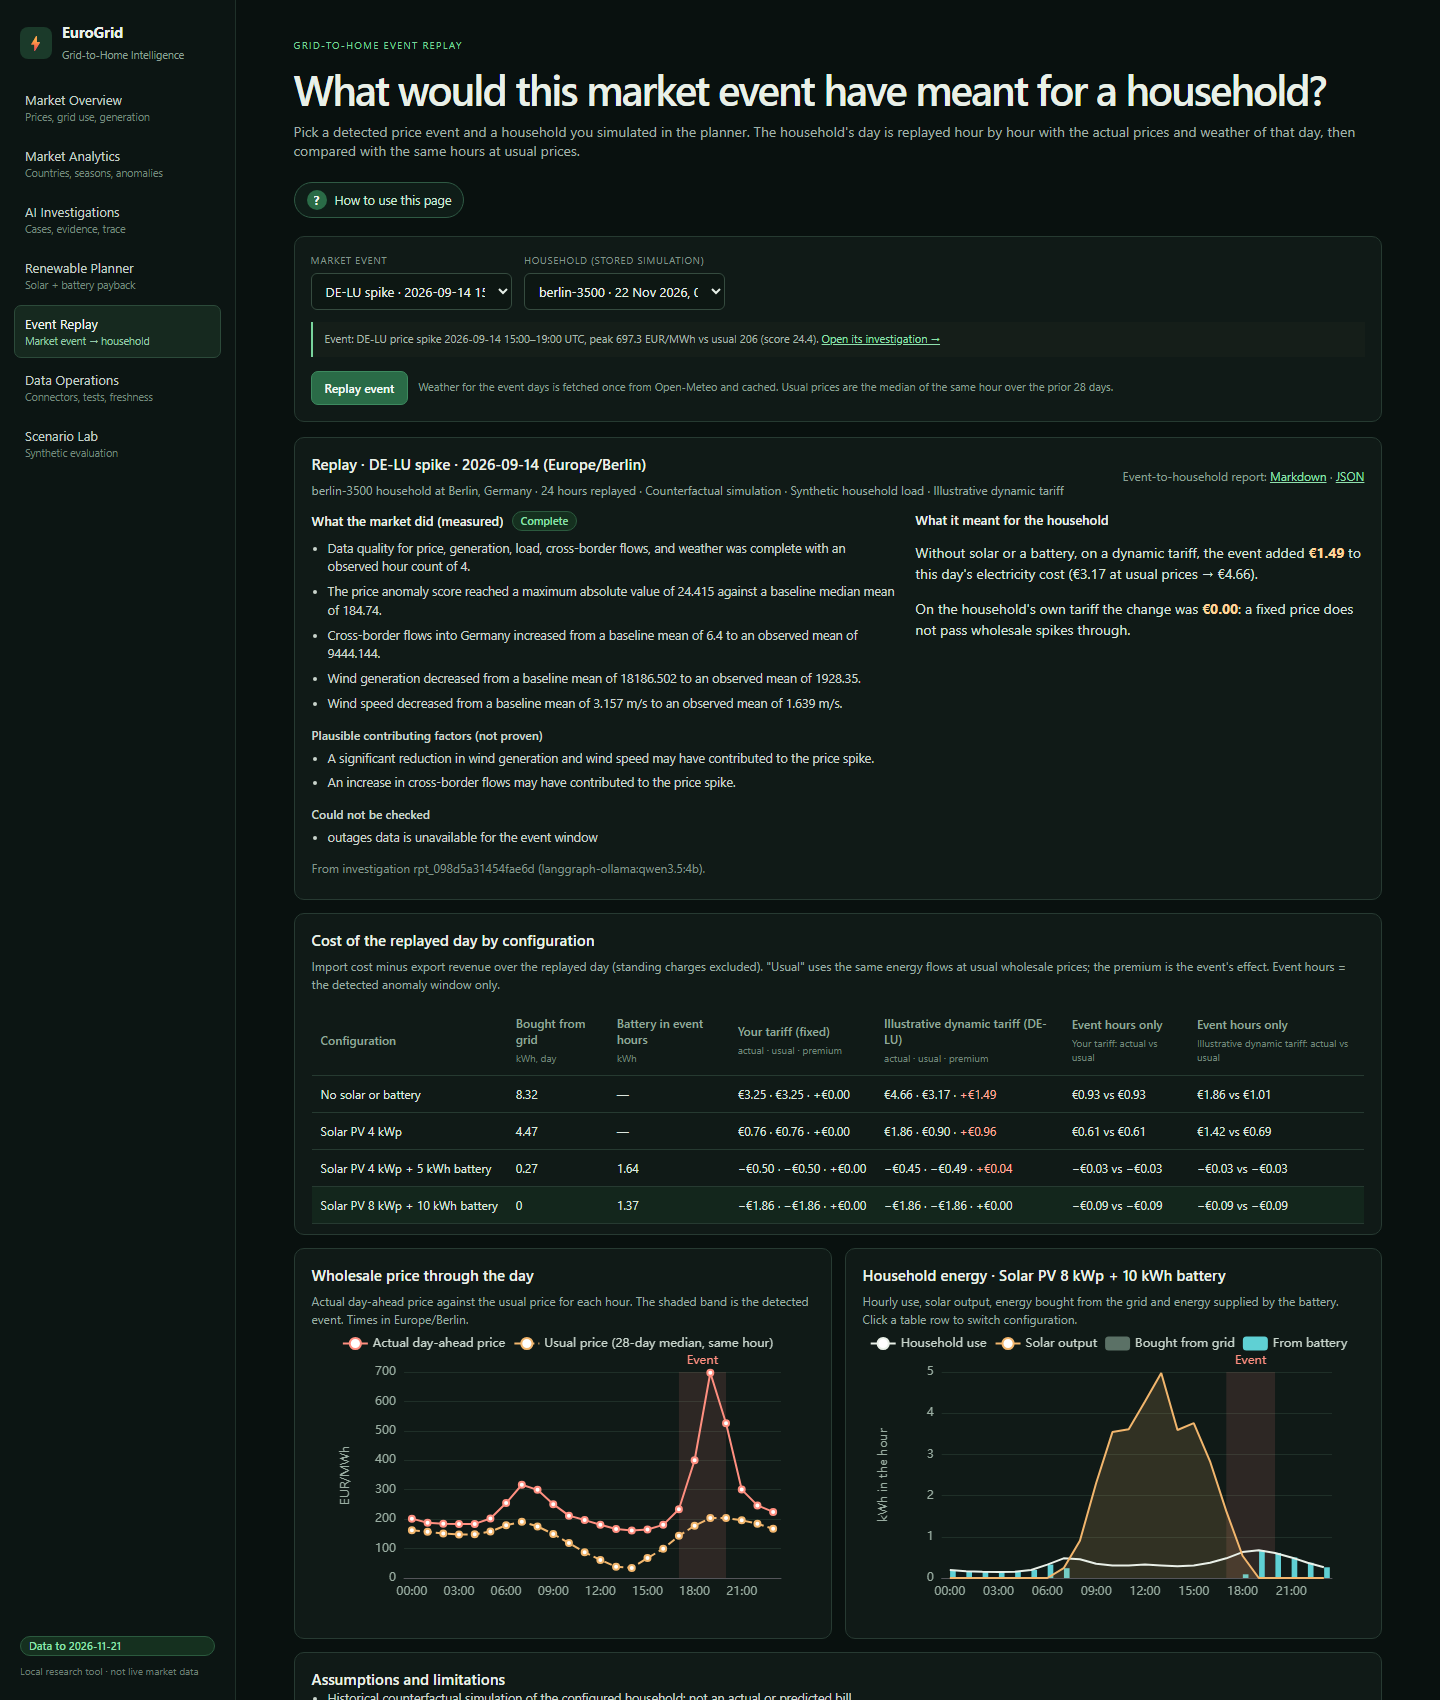 EuroGrid
Grid-to-Home Intelligence
Market Overview
Prices, grid use, generation
Market Analytics
Countries, seasons, anomalies
AI Investigations
Cases, evidence, trace
Renewable Planner
Solar + battery payback
Event Replay
Market event → household
Data Operations
Connectors, tests, freshness
Scenario Lab
Synthetic evaluation
Data to 2026-11-21
Local research tool · not live market data
GRID-TO-HOME EVENT REPLAY
What would this market event have meant for a household?
Pick a detected price event and a household you simulated in the planner. The household's day is replayed hour by hour with the actual prices and weather of that day, then
compared with the same hours at usual prices.
? How to use this page
MARKET EVENT
DE-LU spike · 2026-09-14 15:
HOUSEHOLD (STORED SIMULATION)
berlin-3500 · 22 Nov 2026, 0
Event: DE-LU price spike 2026-09-14 15:00–19:00 UTC, peak 697.3 EUR/MWh vs usual 206 (score 24.4). Open its investigation →
Replay event
Weather for the event days is fetched once from Open-Meteo and cached. Usual prices are the median of the same hour over the prior 28 days.
Replay · DE-LU spike · 2026-09-14 (Europe/Berlin)
berlin-3500 household at Berlin, Germany · 24 hours replayed · Counterfactual simulation · Synthetic household load · Illustrative dynamic tariff
Event-to-household report: Markdown · JSON
What the market did (measured) Complete
• Data quality for price, generation, load, cross-border flows, and weather was complete with an
observed hour count of 4.
• The price anomaly score reached a maximum absolute value of 24.415 against a baseline median mean
of 184.74.
• Cross-border flows into Germany increased from a baseline mean of 6.4 to an observed mean of
9444.144.
• Wind generation decreased from a baseline mean of 18186.502 to an observed mean of 1928.35.
• Wind speed decreased from a baseline mean of 3.157 m/s to an observed mean of 1.639 m/s.
Plausible contributing factors (not proven)
• A significant reduction in wind generation and wind speed may have contributed to the price spike.
• An increase in cross-border flows may have contributed to the price spike.
Could not be checked
• outages data is unavailable for the event window
From investigation rpt_098d5a31454fae6d (langgraph-ollama:qwen3.5:4b).
What it meant for the household
Without solar or a battery, on a dynamic tariff, the event added €1.49 to
this day's electricity cost (€3.17 at usual prices → €4.66).
On the household's own tariff the change was €0.00: a fixed price does
not pass wholesale spikes through.
Cost of the replayed day by configuration
Import cost minus export revenue over the replayed day (standing charges excluded). "Usual" uses the same energy flows at usual wholesale prices; the premium is the event's effect. Event hours =
the detected anomaly window only.
Configuration
Bought from
grid
kWh, day
Battery in event
hours
kWh
Your tariff (fixed)
actual · usual · premium
Illustrative dynamic tariff (DE-
LU)
actual · usual · premium
Event hours only
Your tariff: actual vs
usual
Event hours only
Illustrative dynamic tariff: actual vs
usual
No solar or battery 8.32 — €3.25 · €3.25 · +€0.00 €4.66 · €3.17 · +€1.49 €0.93 vs €0.93 €1.86 vs €1.01
Solar PV 4 kWp 4.47 — €0.76 · €0.76 · +€0.00 €1.86 · €0.90 · +€0.96 €0.61 vs €0.61 €1.42 vs €0.69
Solar PV 4 kWp + 5 kWh battery 0.27 1.64 −€0.50 · −€0.50 · +€0.00 −€0.45 · −€0.49 · +€0.04 −€0.03 vs −€0.03 −€0.03 vs −€0.03
Solar PV 8 kWp + 10 kWh battery 0 1.37 −€1.86 · −€1.86 · +€0.00 −€1.86 · −€1.86 · +€0.00 −€0.09 vs −€0.09 −€0.09 vs −€0.09
Wholesale price through the day
Actual day-ahead price against the usual price for each hour. The shaded band is the detected
event. Times in Europe/Berlin.
Actual day-ahead price Usual price (28-day median, same hour)
Event
EUR/MWh
700
600
500
400
300
200
100
0
00:00 03:00 06:00 09:00 12:00 15:00 18:00 21:00
Household energy · Solar PV 8 kWp + 10 kWh battery
Hourly use, solar output, energy bought from the grid and energy supplied by the battery.
Click a table row to switch configuration.
Household use Solar output Bought from grid From battery
Event
kWh in the hour
5
4
3
2
1
0
00:00 03:00 06:00 09:00 12:00 15:00 18:00 21:00
Assumptions and limitations
• Historical counterfactual simulation of the configured household; not an actual or predicted bill.